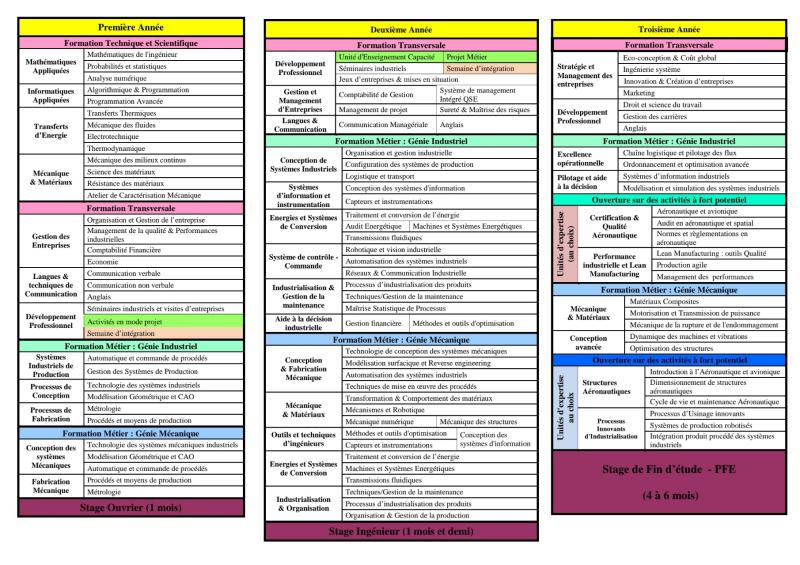 Première Année
Formation Technique et Scientifique
Mathématiques Appliquées
Mathématiques de l'ingénieur
Probabilités et statistiques
Analyse numérique
Informatiques Appliquées
Algorithmique & Programmation
Programmation Avancée
Transferts d'Energie
Transferts Thermiques
Mécanique des fluides
Electrotechnique
Thermodynamique
Mécanique & Matériaux
Mécanique des milieux continus
Science des matériaux
Résistance des matériaux
Atelier de Caractérisation Mécanique
Formation Transversale
Gestion des Entreprises
Organisation et Gestion de l'entreprise
Management de la qualité & Performances industrielles
Comptabilité Financière
Economie
Langues & techniques de Communication
Communication verbale
Communication non verbale
Anglais
Développement Professionnel
Séminaires industriels et visites d'entreprises
Activités en mode projet
Semaine d'intégration
Formation Métier : Génie Industriel
Systèmes Industriels de Production
Automatique et commande de procédés
Gestion des Systèmes de Production
Processus de Conception
Technologie des systèmes industriels
Modélisation Géométrique et CAO
Processus de Fabrication
Métrologie
Procédés et moyens de production
Formation Métier : Génie Mécanique
Conception des systèmes Mécaniques
Technologie des systèmes mécaniques industriels
Modélisation Géométrique et CAO
Automatique et commande de procédés
Fabrication Mécanique
Procédés et moyens de production
Métrologie
Stage Ouvrier (1 mois)
Deuxième Année
Formation Transversale
Développement Professionnel
Unité d'Enseignement Capacité
Projet Métier
Séminaires industriels
Semaine d'intégration
Jeux d'entreprises & mises en situation
Gestion et Management d'Entreprises
Comptabilité de Gestion
Système de management Intégré QSE
Management de projet
Sureté & Maîtrise des risques
Langues & Communication
Communication Managériale
Anglais
Formation Métier : Génie Industriel
Conception de Systèmes Industriels
Organisation et gestion industrielle
Configuration des systèmes de production
Logistique et transport
Systèmes d'information et instrumentation
Conception des systèmes d'information
Capteurs et instrumentations
Energies et Systèmes de Conversion
Traitement et conversion de l'énergie
Audit Energétique
Machines et Systèmes Energétiques
Transmissions fluidiques
Système de contrôle - Commande
Robotique et vision industrielle
Automatisation des systèmes industriels
Réseaux & Communication Industrielle
Industrialisation & Gestion de la maintenance
Processus d'industrialisation des produits
Techniques/Gestion de la maintenance
Maîtrise Statistique de Processus
Aide à la décision industrielle
Gestion financière
Méthodes et outils d'optimisation
Formation Métier : Génie Mécanique
Conception & Fabrication Mécanique
Technologie de conception des systèmes mécaniques
Modélisation surfacique et Reverse engineering
Automatisation des systèmes industriels
Techniques de mise en œuvre des procédés
Mécanique & Matériaux
Transformation & Comportement des matériaux
Mécanismes et Robotique
Mécanique numérique
Mécanique des structures
Outils et techniques d'ingénieurs
Méthodes et outils d'optimisation
Capteurs et instrumentations
Conception des systèmes d'information
Energies et Systèmes de Conversion
Traitement et conversion de l'énergie
Machines et Systèmes Energétiques
Transmissions fluidiques
Industrialisation & Organisation
Techniques/Gestion de la maintenance
Processus d'industrialisation des produits
Organisation & Gestion de la production
Stage Ingénieur (1 mois et demi)
Troisième Année
Formation Transversale
Stratégie et Management des entreprises
Eco-conception & Coût global
Ingénierie système
Innovation & Création d'entreprises
Marketing
Développement Professionnel
Droit et science du travail
Gestion des carrières
Anglais
Formation Métier : Génie Industriel
Excellence opérationnelle
Chaîne logistique et pilotage des flux
Ordonnancement et optimisation avancée
Pilotage et aide à la décision
Systèmes d'information industriels
Modélisation et simulation des systèmes industriels
Ouverture sur des activités à fort potentiel
Unités d'expertise (au choix)
Certification & Qualité Aéronautique
Aéronautique et avionique
Audit en aéronautique et spatial
Normes et règlementations en aéronautique
Performance industrielle et Lean Manufacturing
Lean Manufacturing : outils Qualité
Production agile
Management des performances
Formation Métier : Génie Mécanique
Mécanique & Matériaux
Matériaux Composites
Motorisation et Transmission de puissance
Mécanique de la rupture et de l'endommagement
Conception avancée
Dynamique des machines et vibrations
Optimisation des structures
Ouverture sur des activités à fort potentiel
Unités d'expertise au choix
Structures Aéronautiques
Introduction à l'Aéronautique et avionique
Dimensionnement de structures aéronautiques
Cycle de vie et maintenance Aéronautique
Processus Innovants d'Industrialisation
Processus d'Usinage innovants
Systèmes de production robotisés
Intégration produit procédé des systèmes industriels
Stage de Fin d'étude - PFE
(4 à 6 mois)